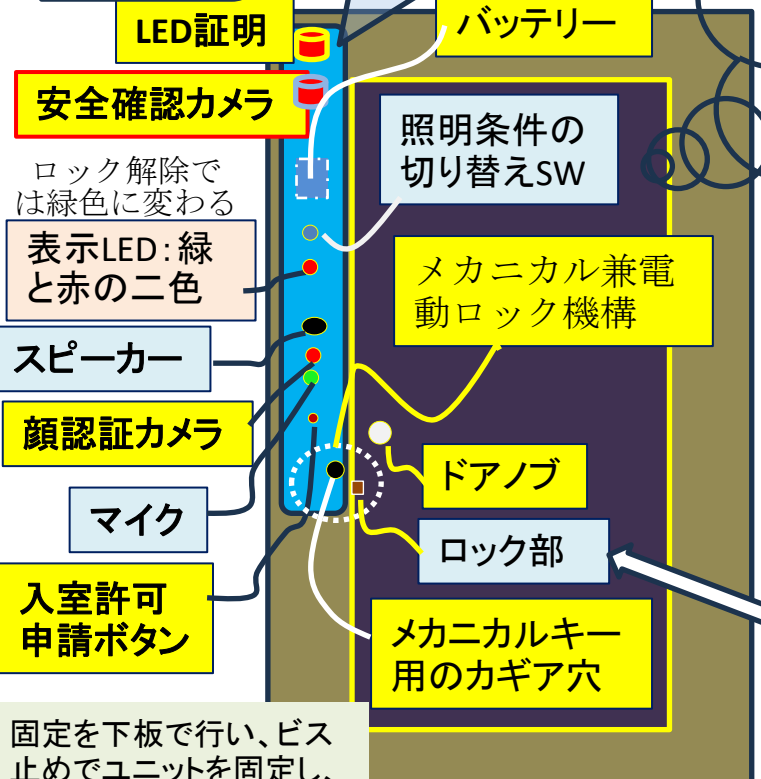 LED証明
バッテリー
安全確認カメラ
照明条件の
切り替えSW
ロック解除で
は緑色に変わる
表示LED：緑
と赤の二色
メカニカル兼電
動ロック機構
スピーカー
顔認証カメラ
ドアノブ
マイク
ロック部
入室許可
申請ボタン
メカニカルキー
用のカギア穴
固定を下板で行い、ビス
止めでユニットを固定し、